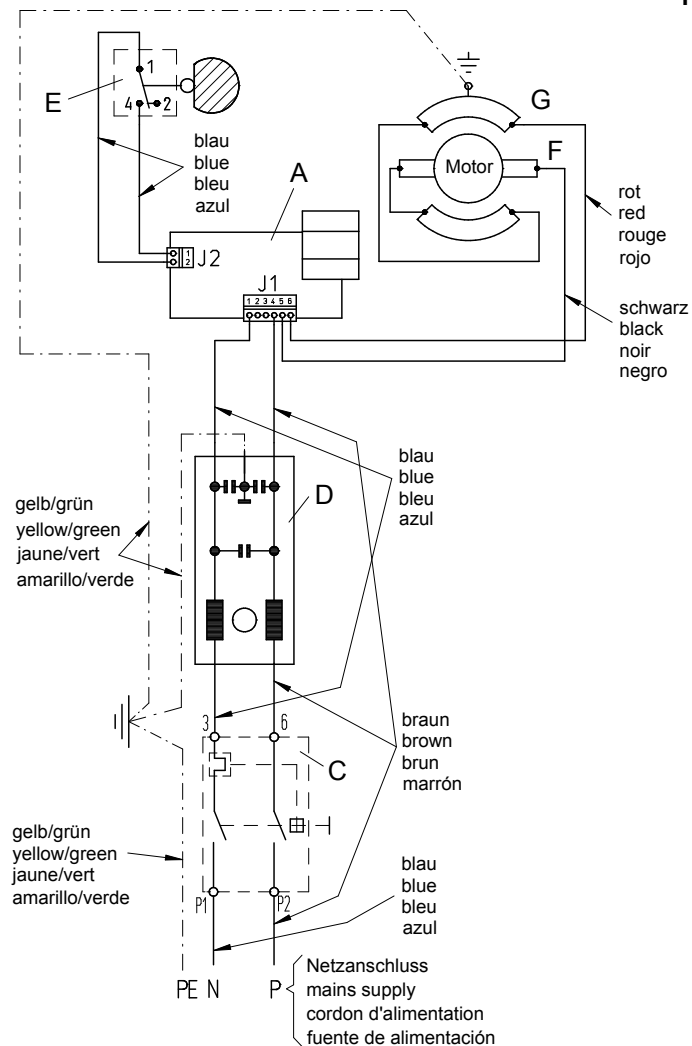 1
E
4 2
blau
blue
bleu
azul
A
G
F
Motor
rot
red
rouge
rojo
1
2
J2
J1
1 2 3 4 5 6
schwarz
black
noir
negro
blau
blue
bleu
azul
D
gelb/grün
yellow/green
jaune/vert
amarillo/verde
3 6
C
braun
brown
brun
marrón
gelb/grün
yellow/green
jaune/vert
amarillo/verde
P1 P2
blau
blue
bleu
azul
PE N P
Netzanschluss
mains supply
cordon d'alimentation
fuente de alimentación